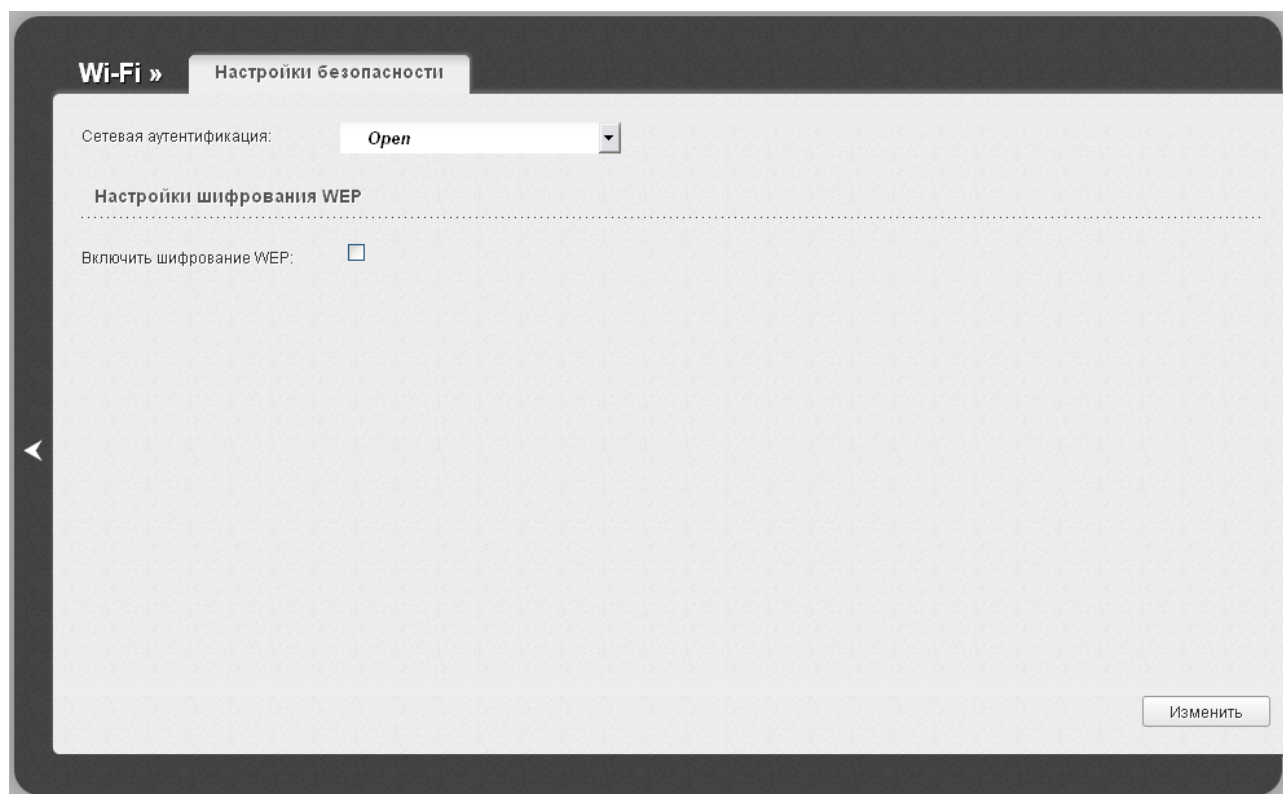 Wi-Fi » Настройки безопасности
Сетевая аутентификация: Open
Настройки шифрования WEP
Включить шифрование WEP:
Изменить